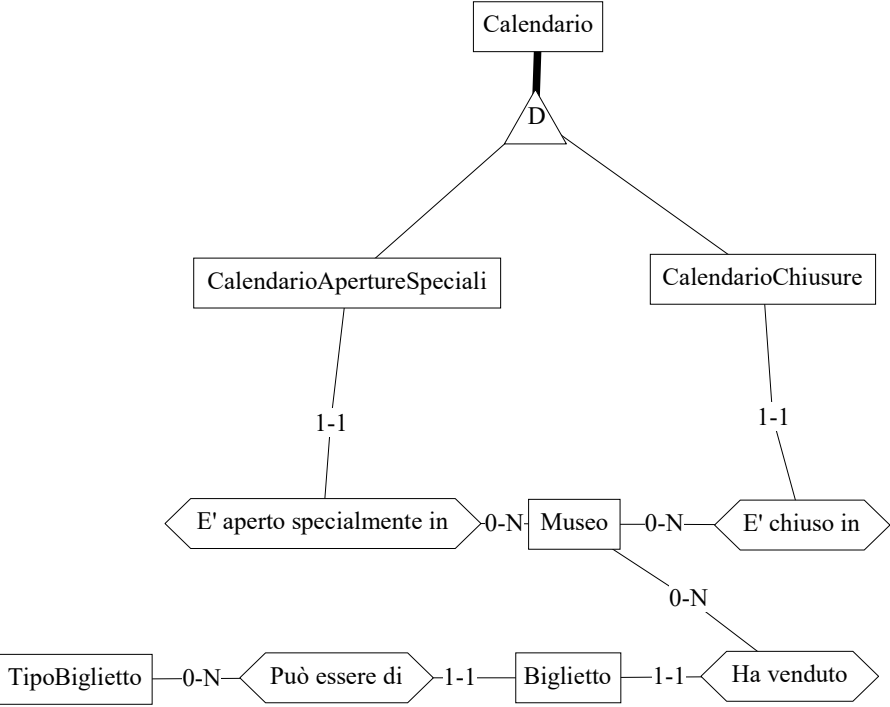 Calendario
D
CalendarioApertureSpeciali
CalendarioChiusure
1-1
1-1
E' aperto specialmente in
0-N
Museo
0-N
E' chiuso in
0-N
TipoBiglietto
0-N
Può essere di
1-1
Biglietto
1-1
Ha venduto